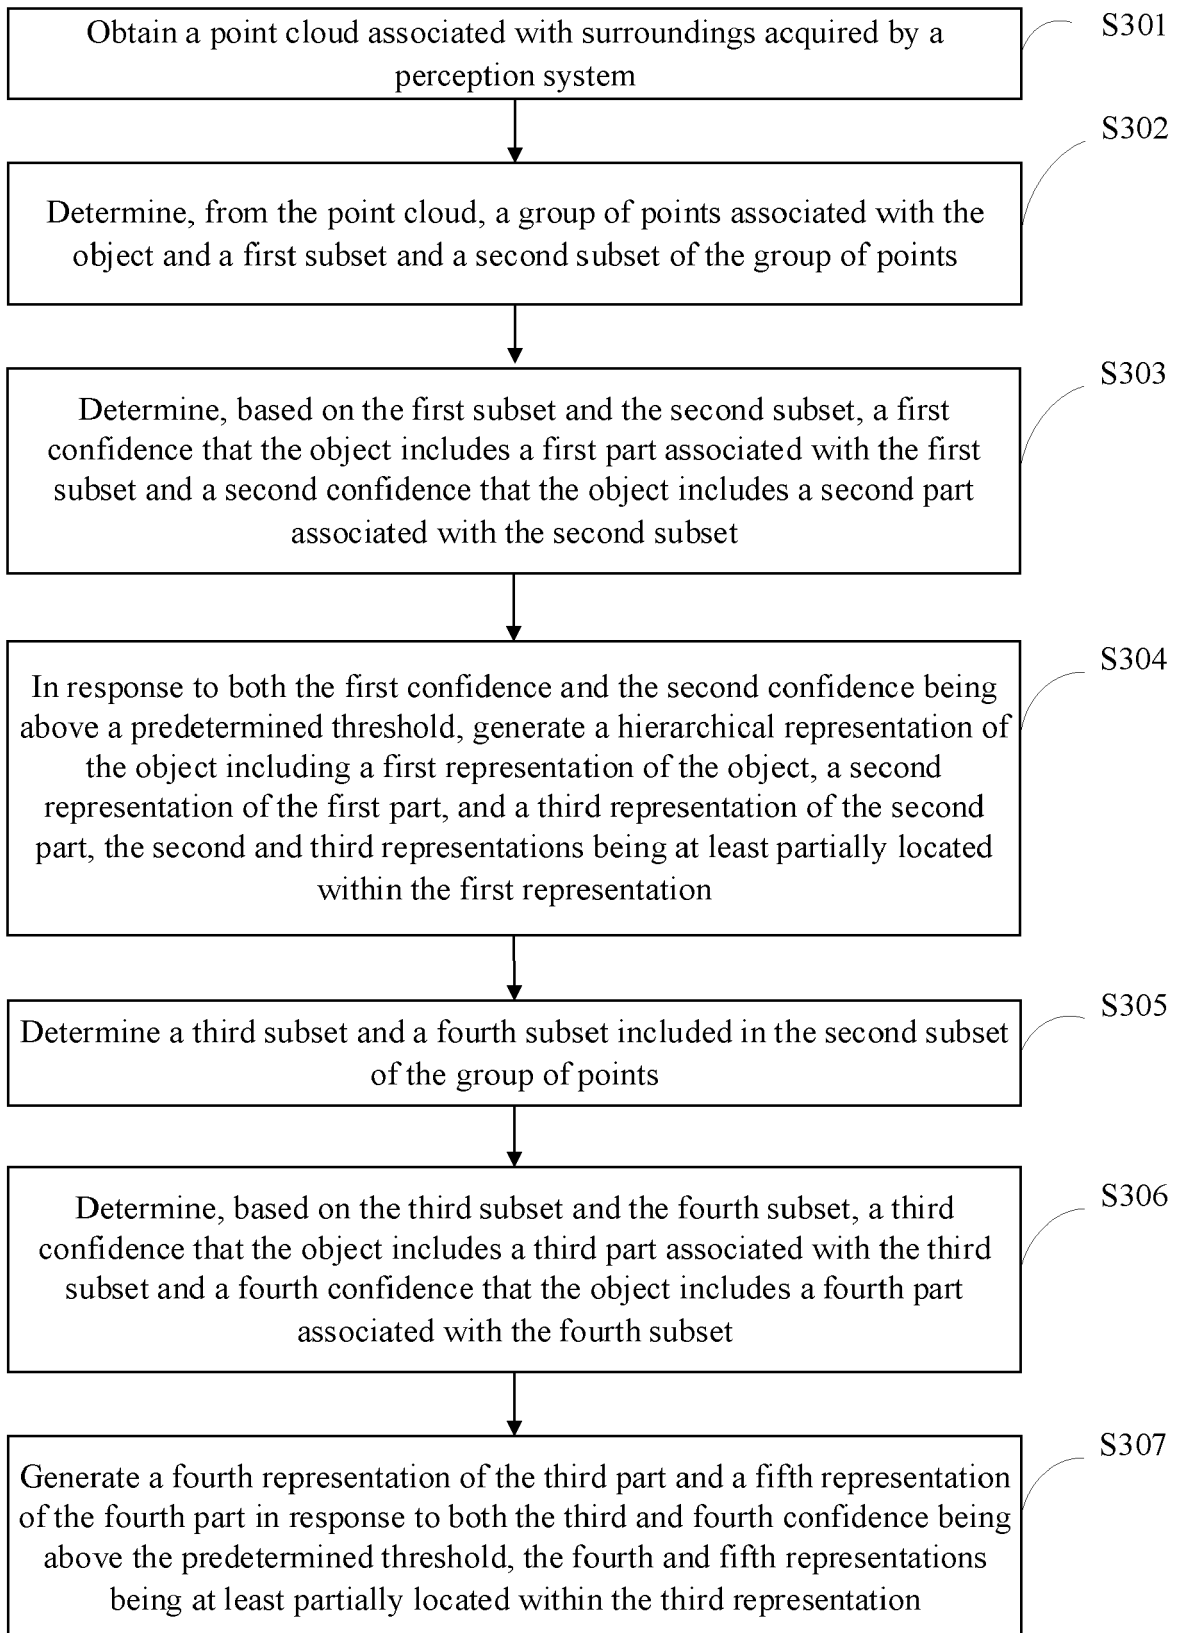 Obtain a point cloud associated with surroundings acquired by a
perception system
S301
Determine, from the point cloud, a group of points associated with the
object and a first subset and a second subset of the group of points
S302
Determine, based on the first subset and the second subset, a first
confidence that the object includes a first part associated with the first
subset and a second confidence that the object includes a second part
associated with the second subset
S303
In response to both the first confidence and the second confidence being
above a predetermined threshold, generate a hierarchical representation of
the object including a first representation of the object, a second
representation of the first part, and a third representation of the second
part, the second and third representations being at least partially located
within the first representation
S304
Determine a third subset and a fourth subset included in the second subset
of the group of points
S305
Determine, based on the third subset and the fourth subset, a third
confidence that the object includes a third part associated with the third
subset and a fourth confidence that the object includes a fourth part
associated with the fourth subset
S306
Generate a fourth representation of the third part and a fifth representation
of the fourth part in response to both the third and fourth confidence being
above the predetermined threshold, the fourth and fifth representations
being at least partially located within the third representation
S307